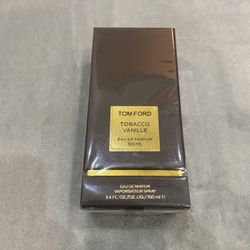 TOM FORD
TOBACCO
VANILLE
EAU DE PARFUM
100 ML
EAU DE PARFUM
VAPORISATEUR SPRAY
3.4 FL.OZ./OZ.LIQ/100 ml ℮